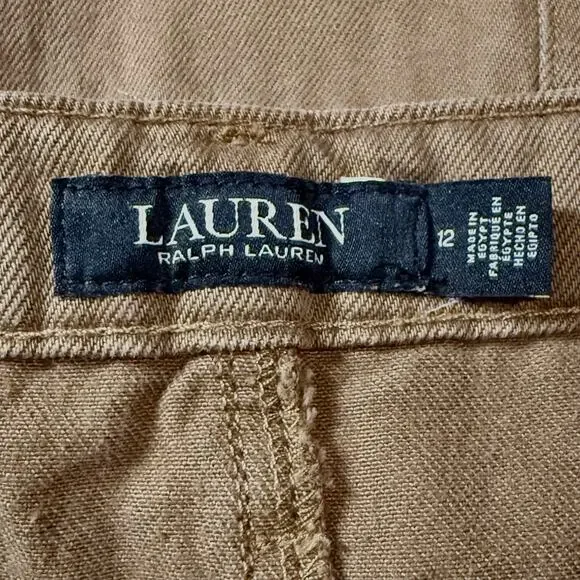 LAUREN
RALPH LAUREN
12
MADE IN
EGYPT
FABRIQUÉ EN
ÉGYPTE
HECHO EN
EGIPTO